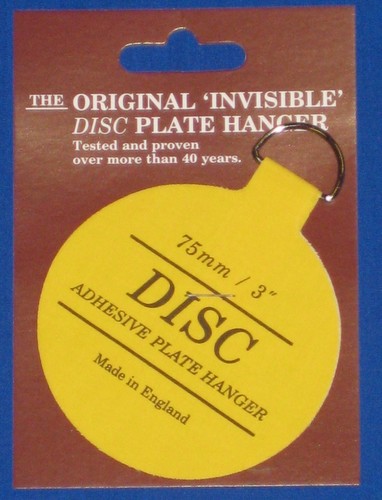 THE ORIGINAL ‘INVISIBLE’
DISC PLATE HANGER
Tested and proven
over more than 40 years.
75mm / 3"
DISC
ADHESIVE PLATE HANGER
Made in England